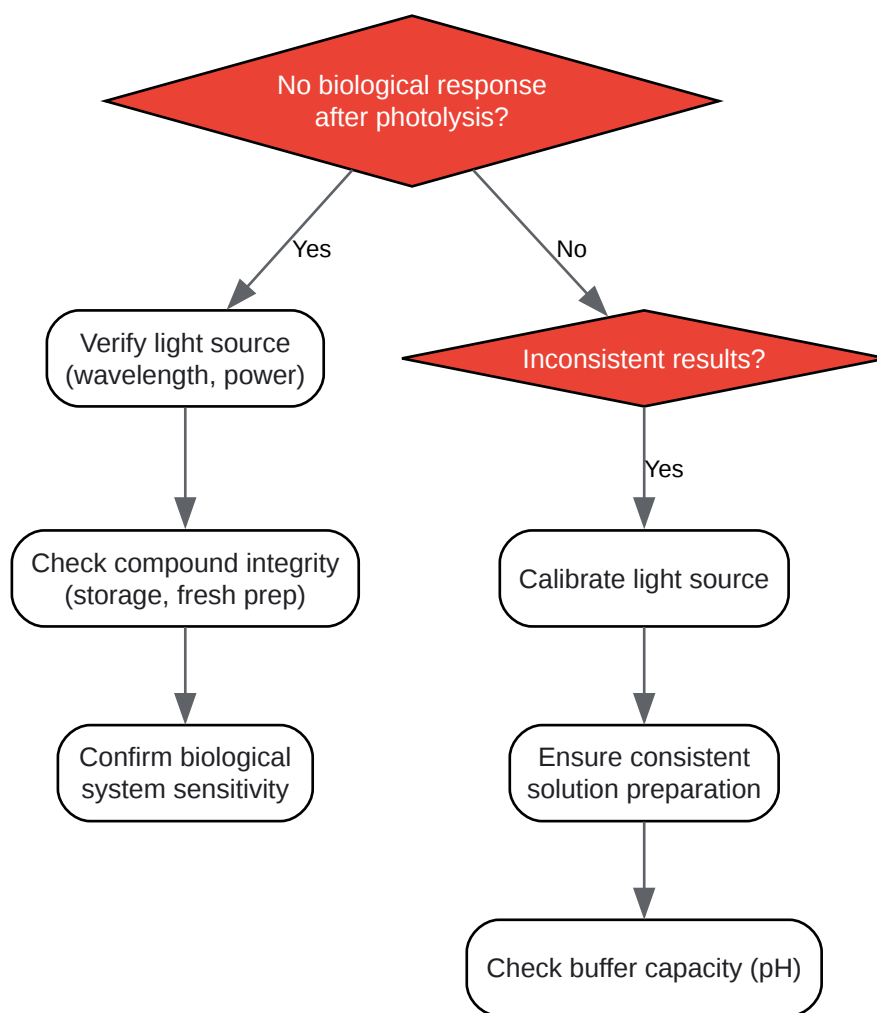 No biological response
after photolysis?
Yes
No
Verify light source
(wavelength, power)
Inconsistent results?
Yes
Check compound integrity
(storage, fresh prep)
Calibrate light source
Confirm biological
system sensitivity
Ensure consistent
solution preparation
Check buffer capacity (pH)